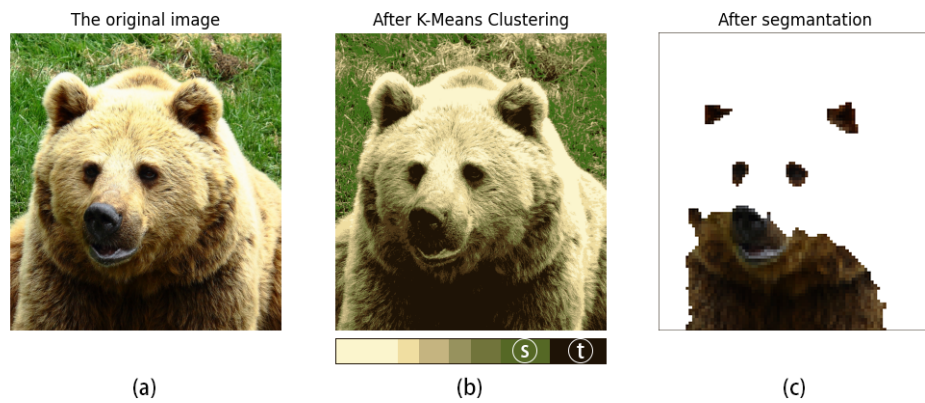 The original image
After K-Means Clustering
After segmantation
s
t
(a)
(b)
(c)